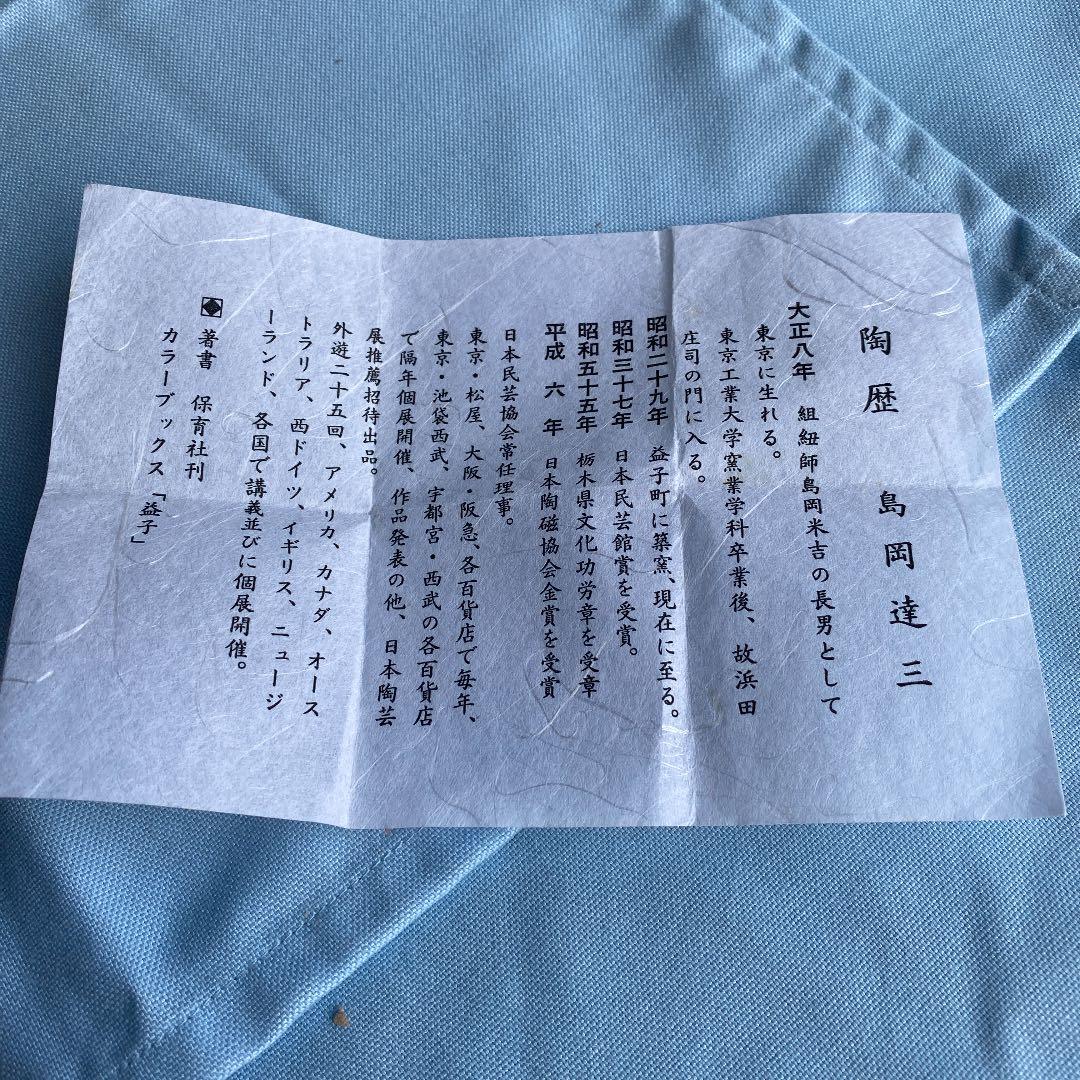 陶歴 島岡達三
大正八年 組紐師島岡米吉の長男として
東京に生れる。
東京工業大学窯業学科卒業後、故浜田
庄司の門に入る。
昭和二十九年 益子町に築窯、現在に至る。
昭和三十七年 日本民芸館賞を受賞。
昭和五十五年 栃木県文化功労章を受章
平成 六 年 日本陶磁協会金賞を受賞
日本民芸協会常任理事。
東京・松屋、大阪・阪急、各百貨店で毎年、
東京・池袋西武、宇都宮・西武の各百貨店
で隔年個展開催、作品発表の他、日本陶芸
展推薦招待出品。
外遊二十五回、アメリカ、カナダ、オース
トラリア、西ドイツ、イギリス、ニュージ
ーランド、各国で講義並びに個展開催。
著書 保育社刊
カラーブックス「益子」